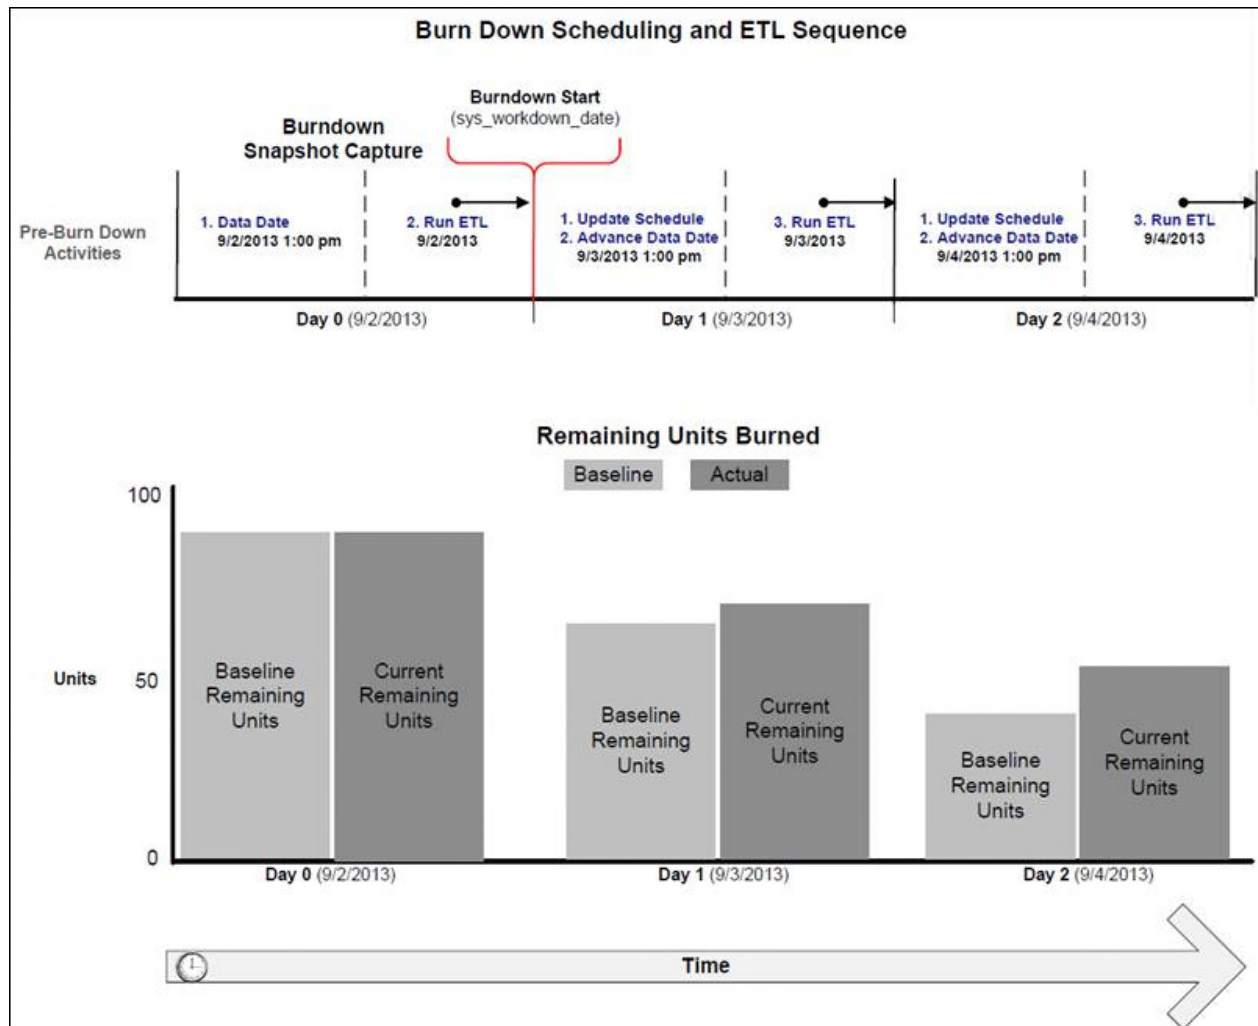 Burn Down Scheduling and ETL Sequence
Burndown Start
(sys_workdown_date)
Burndown
Snapshot Capture
Pre-Burn Down
Activities
1. Data Date
9/2/2013 1:00 pm
2. Run ETL
9/2/2013
1. Update Schedule
2. Advance Data Date
9/3/2013 1:00 pm
3. Run ETL
9/3/2013
1. Update Schedule
2. Advance Data Date
9/4/2013 1:00 pm
3. Run ETL
9/4/2013
Day 0 (9/2/2013)
Day 1 (9/3/2013)
Day 2 (9/4/2013)
Remaining Units Burned
Baseline
Actual
100
Units
50
0
Baseline
Remaining
Units
Current
Remaining
Units
Baseline
Remaining
Units
Current
Remaining
Units
Baseline
Remaining
Units
Current
Remaining
Units
Day 0 (9/2/2013)
Day 1 (9/3/2013)
Day 2 (9/4/2013)
Time